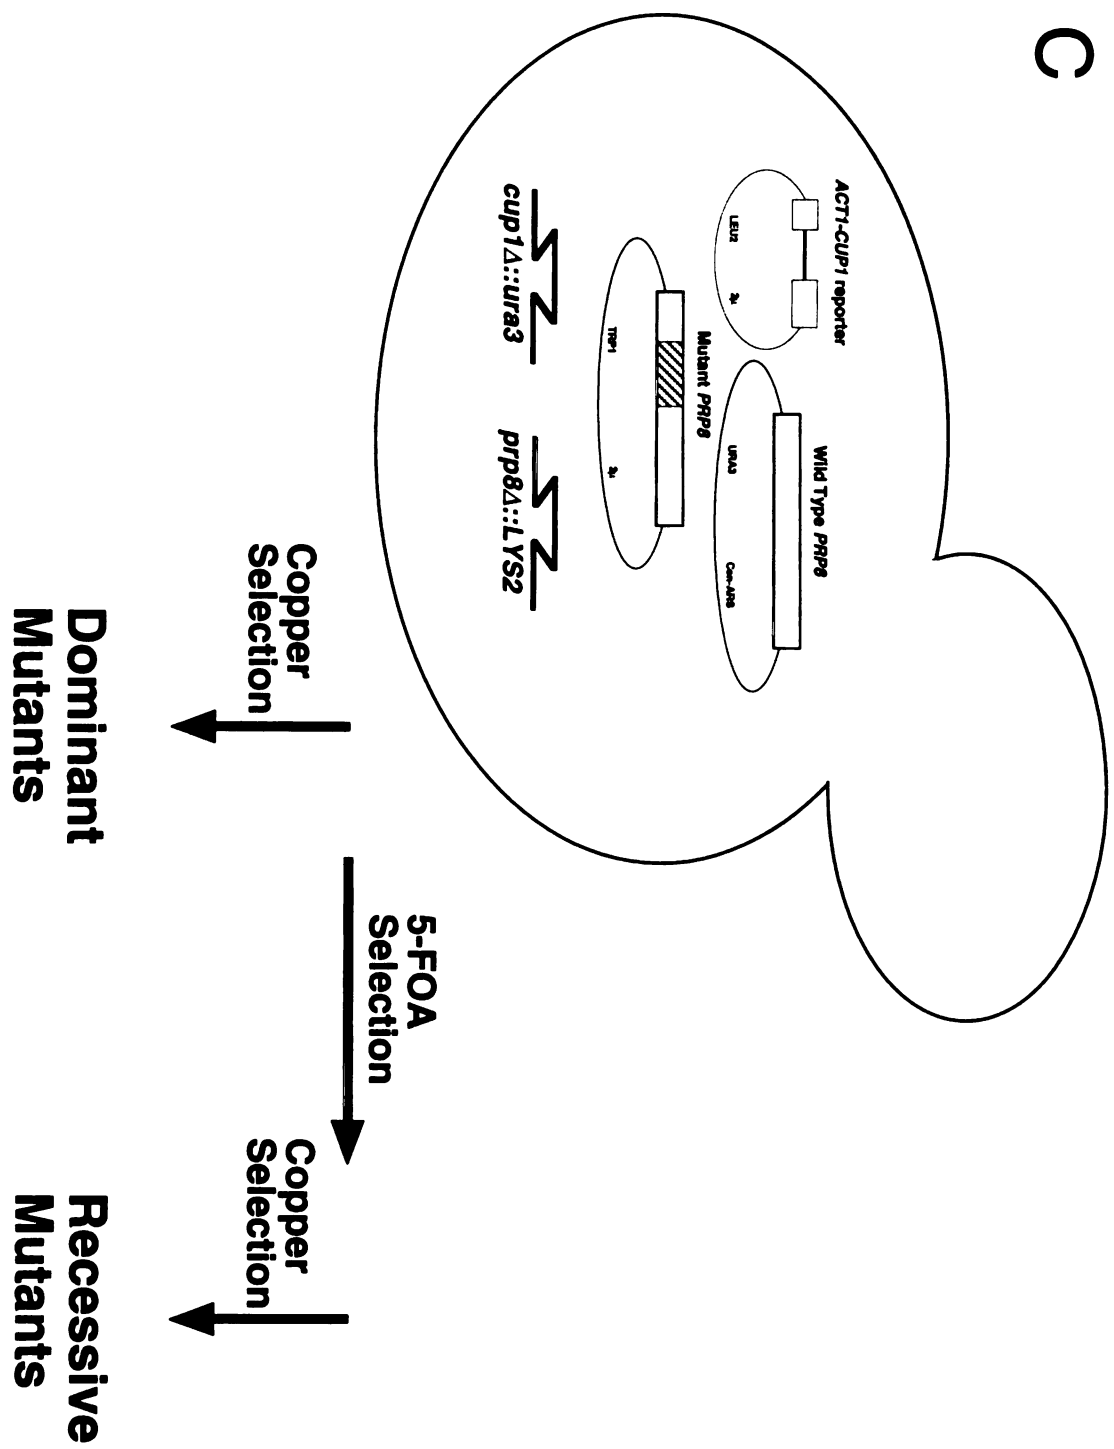 C
ACT1-CUP1 reporter
LEU2
2μ
Wild Type PRP8
URA3
Cen-ARS
Mutant PRP8
TRP1
2μ
cup1Δ::ura3
prp8Δ::LYS2
Copper
Selection
Dominant
Mutants
5-FOA
Selection
Copper
Selection
Recessive
Mutants